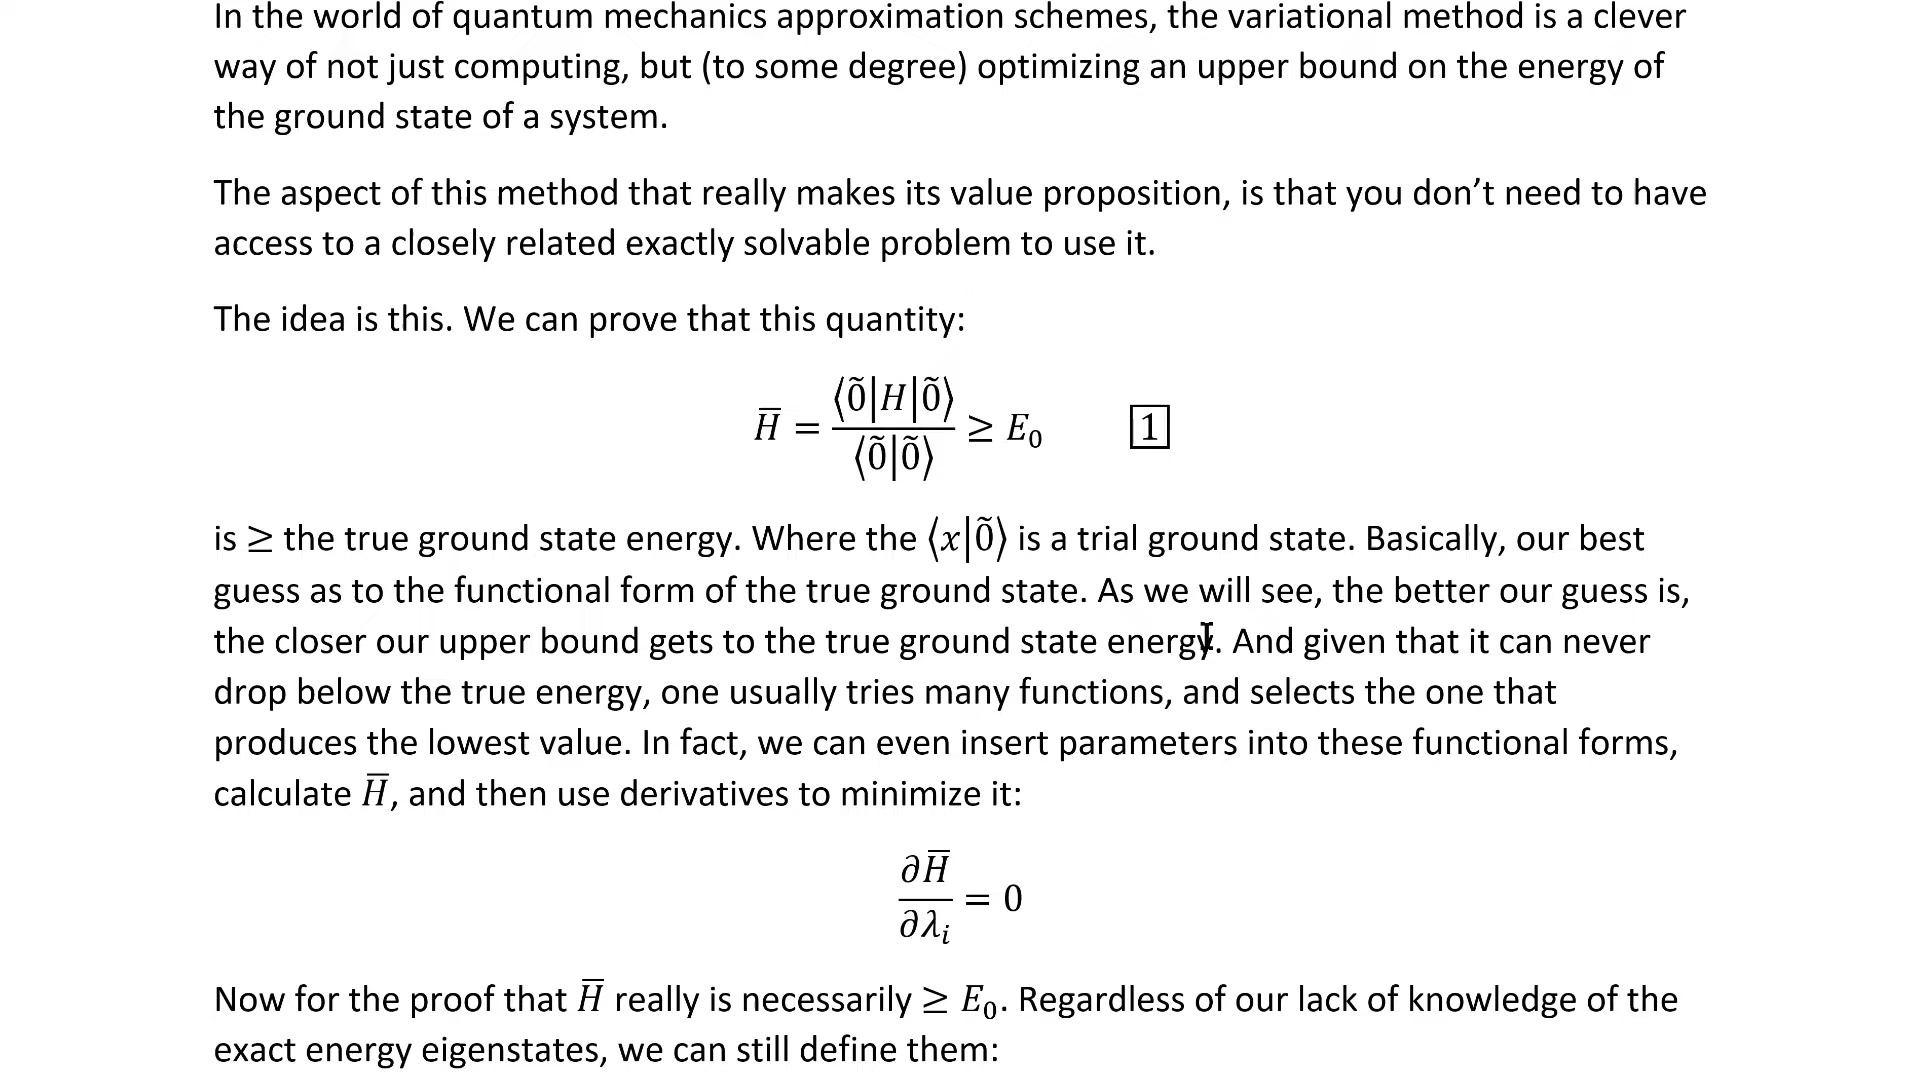 In the world of quantum mechanics approximation schemes, the variational method is a clever
way of not just computing, but (to some degree) optimizing an upper bound on the energy of
the ground state of a system.
The aspect of this method that really makes its value proposition, is that you don’t need to have
access to a closely related exactly solvable problem to use it.
The idea is this. We can prove that this quantity:
H̅ = ⟨0̃|H|0̃⟩ / ⟨0̃|0̃⟩ ≥ E₀ 1
is ≥ the true ground state energy. Where the ⟨x|0̃⟩ is a trial ground state. Basically, our best
guess as to the functional form of the true ground state. As we will see, the better our guess is,
the closer our upper bound gets to the true ground state energy. And given that it can never
drop below the true energy, one usually tries many functions, and selects the one that
produces the lowest value. In fact, we can even insert parameters into these functional forms,
calculate H̅, and then use derivatives to minimize it:
∂H̅ / ∂λᵢ = 0
Now for the proof that H̅ really is necessarily ≥ E₀. Regardless of our lack of knowledge of the
exact energy eigenstates, we can still define them: